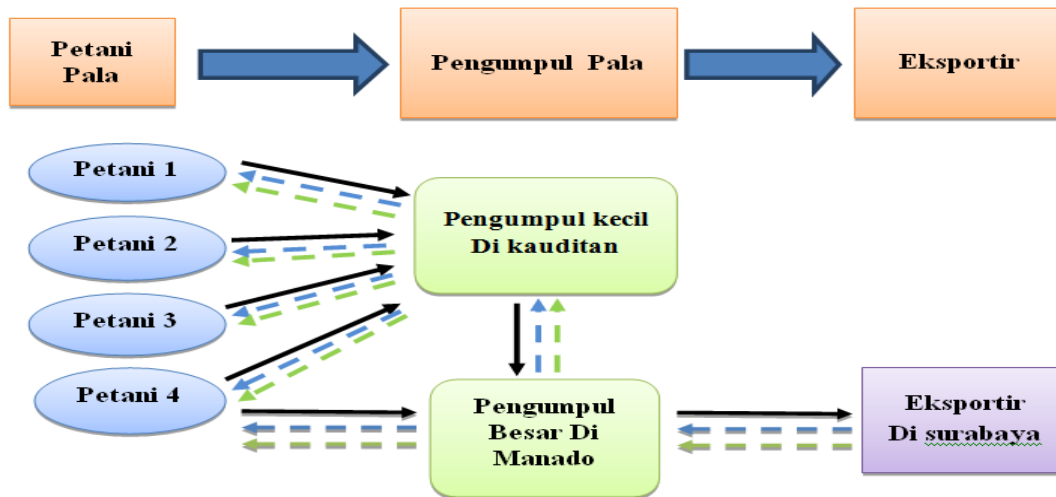 Petani
Pala
Pengumpul Pala
Eksportir
Petani 1
Petani 2
Petani 3
Petani 4
Pengumpul kecil
Di kauditan
Pengumpul
Besar Di
Manado
Eksportir
Di surabaya